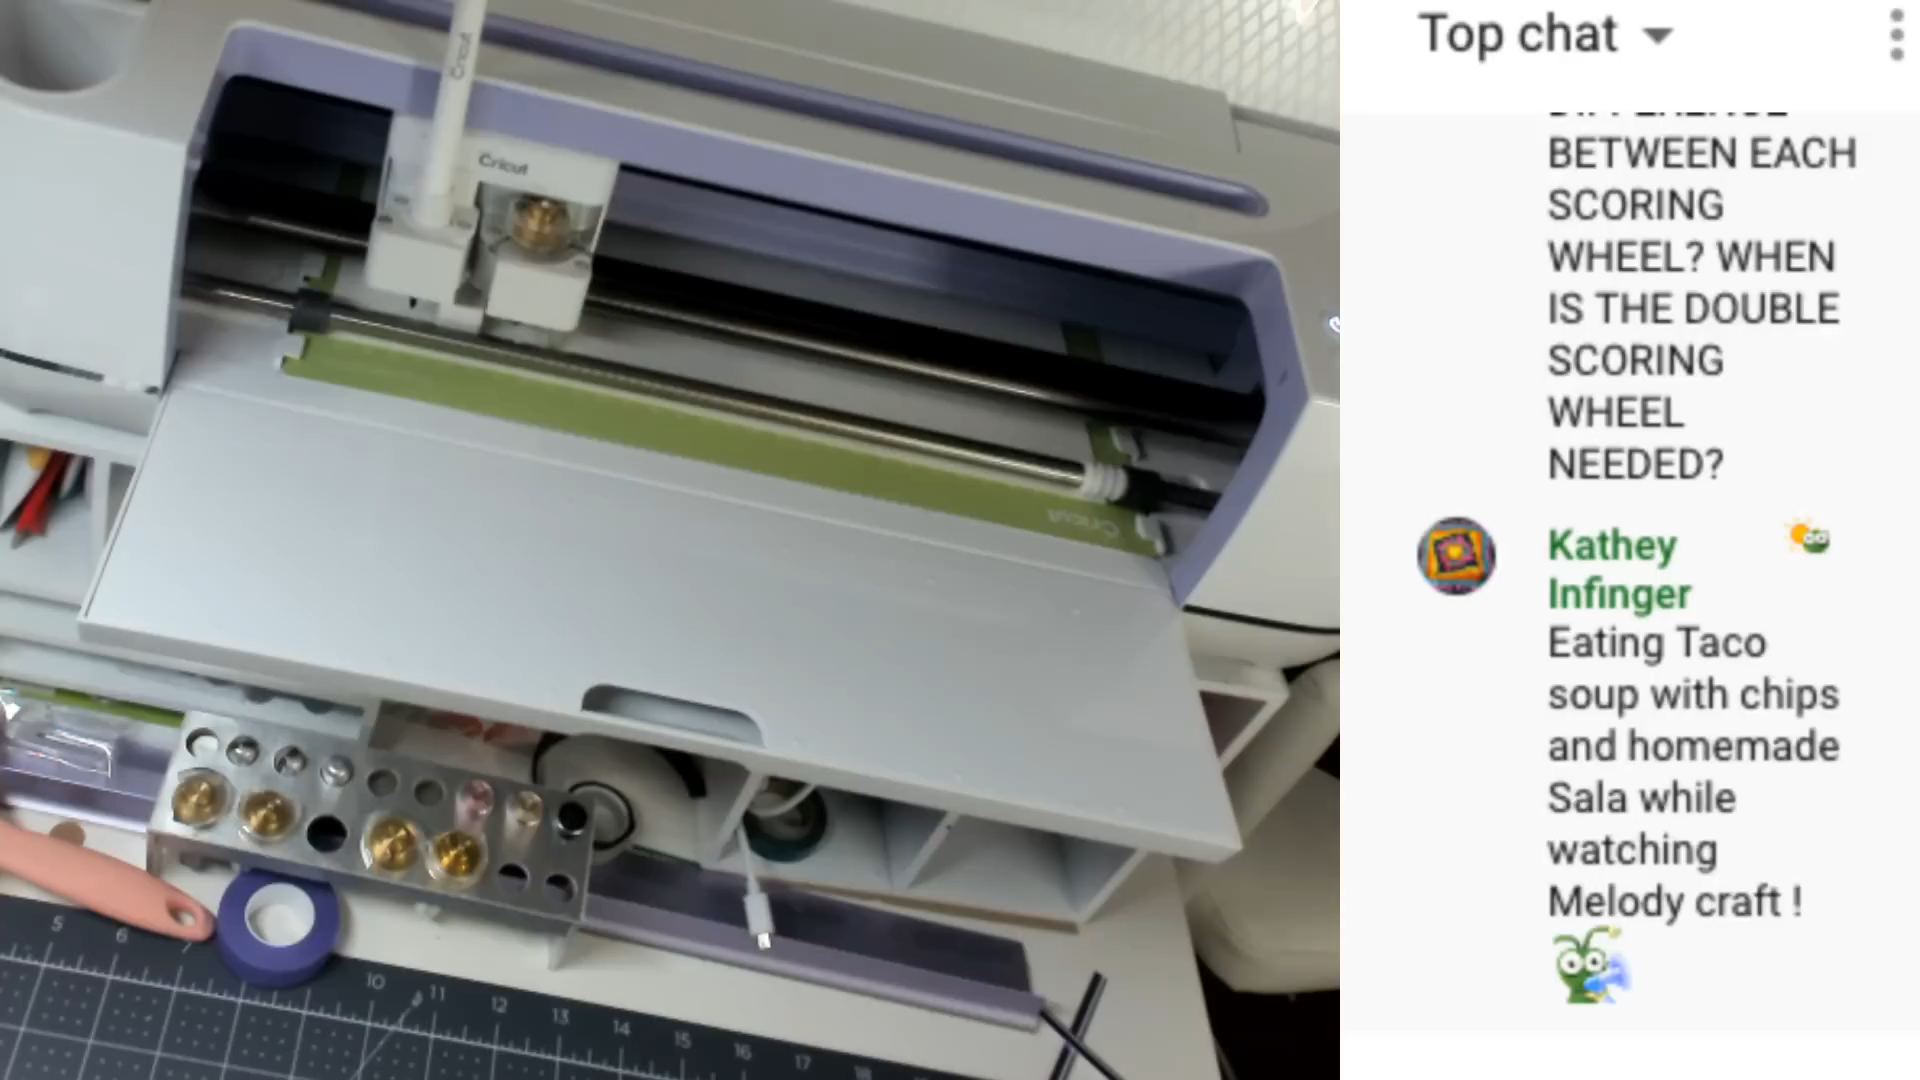 Top chat
DIFFERENCE
BETWEEN EACH
SCORING
WHEEL? WHEN
IS THE DOUBLE
SCORING
WHEEL
NEEDED?
Kathey
Infinger
Eating Taco
soup with chips
and homemade
Sala while
watching
Melody craft !
Cricut
Cricut
Cricut
5
6
7
10
11
12
13
14
15
16
17
18